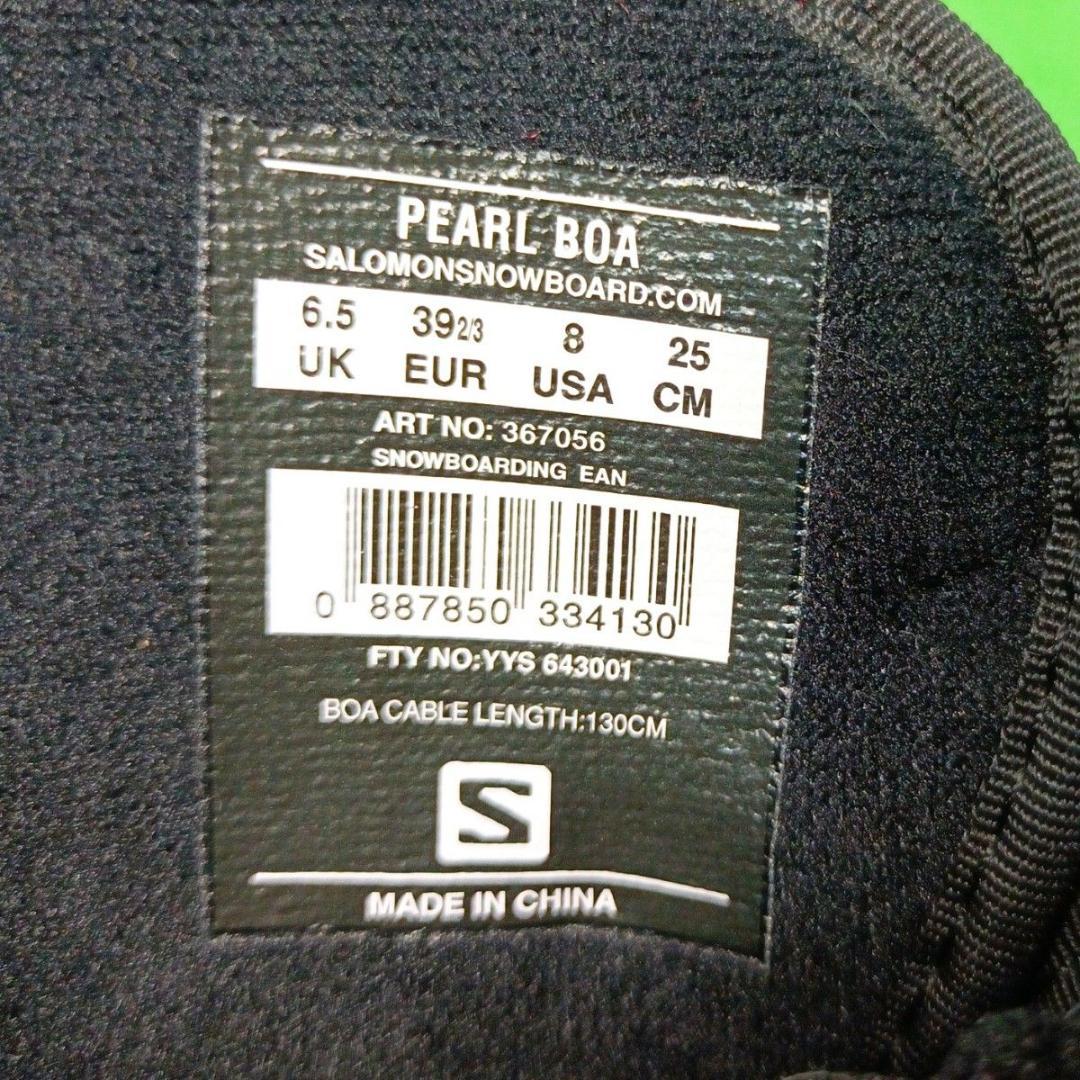 PEARL BOA
SALOMONSNOWBOARD.COM
6.5 39 2/3 8 25
UK EUR USA CM
ART NO: 367056
SNOWBOARDING EAN
0 887850 334130
FTY NO:YYS 643001
BOA CABLE LENGTH:130CM
S
MADE IN CHINA